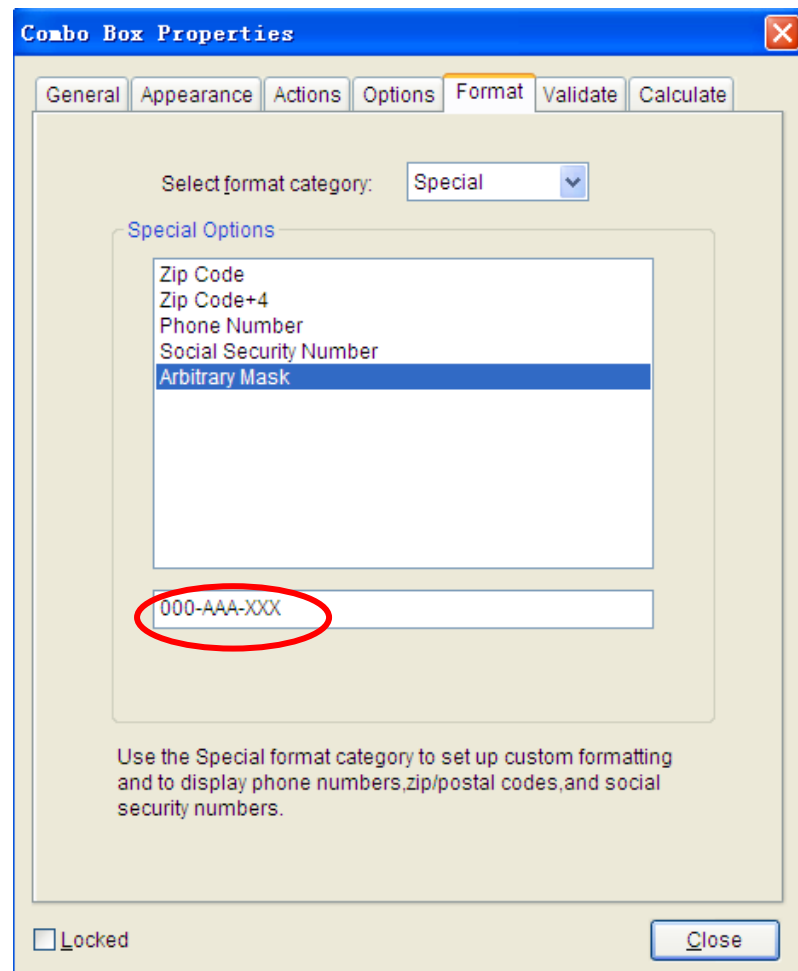 Combo Box Properties
General Appearance Actions Options Format Validate Calculate
Select format category: Special
Special Options
Zip Code
Zip Code+4
Phone Number
Social Security Number
Arbitrary Mask
000-AAA-XXX
Use the Special format category to set up custom formatting
and to display phone numbers,zip/postal codes,and social
security numbers.
Locked Close